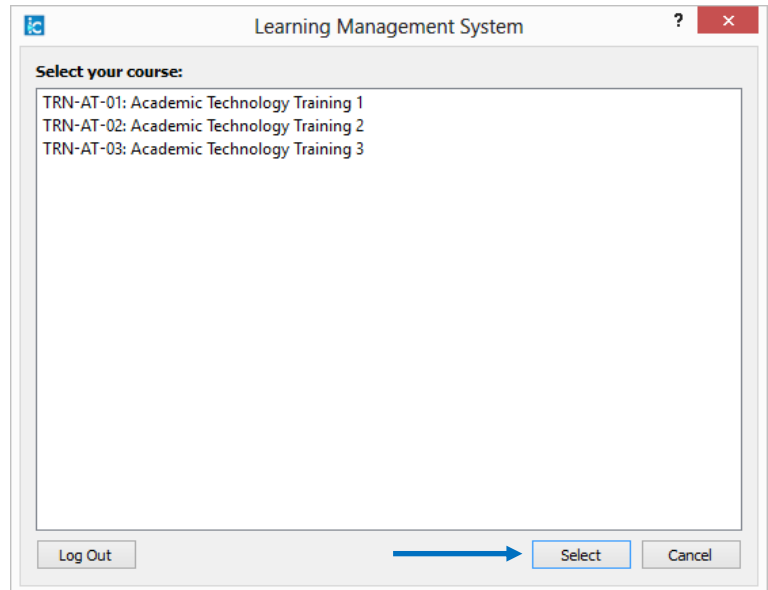 iC
Learning Management System
?
Select your course:
TRN-AT-01: Academic Technology Training 1
TRN-AT-02: Academic Technology Training 2
TRN-AT-03: Academic Technology Training 3
Log Out
Select
Cancel